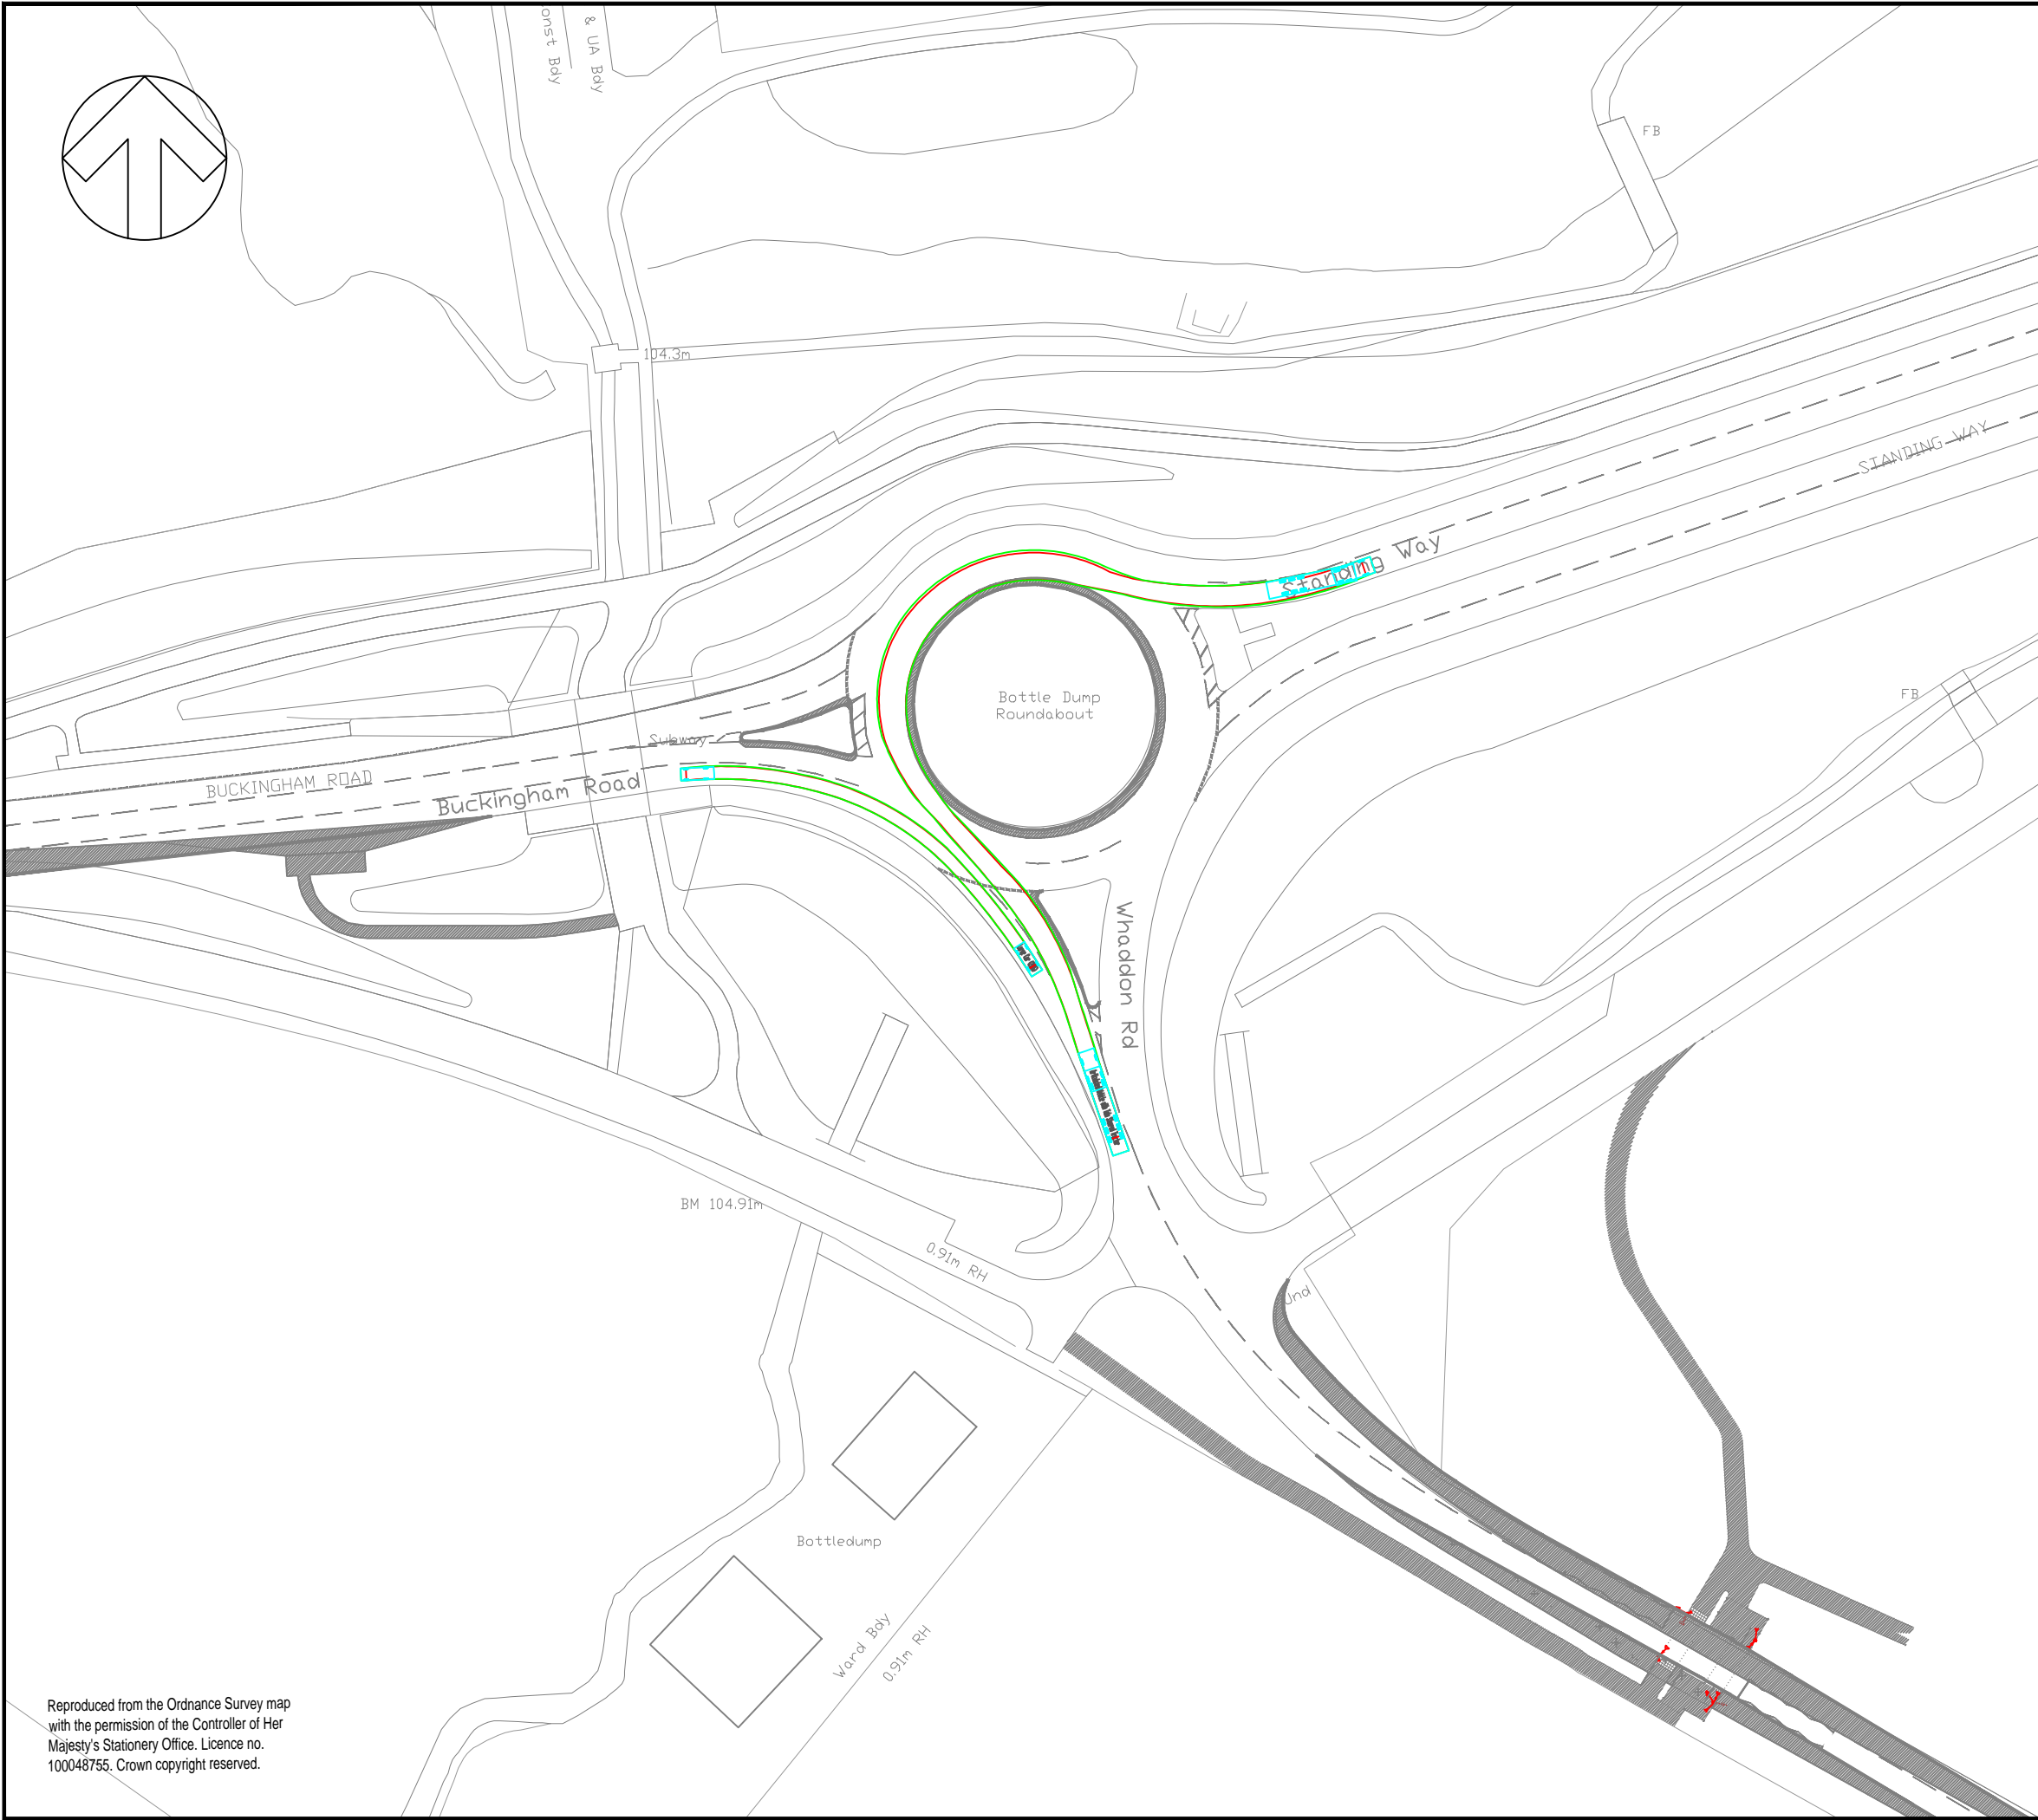 onst Bdy
& UA Bdy
FB
104.3m
STANDING WAY
Standing Way
Bottle Dump
Roundabout
FB
Subway
BUCKINGHAM ROAD
Buckingham Road
Whaddon Rd
BM 104.91m
0.91m RH
Und
Bottledump
Ward Bdy
0.91m RH
Reproduced from the Ordnance Survey map
with the permission of the Controller of Her
Majesty's Stationery Office. Licence no.
100048755. Crown copyright reserved.